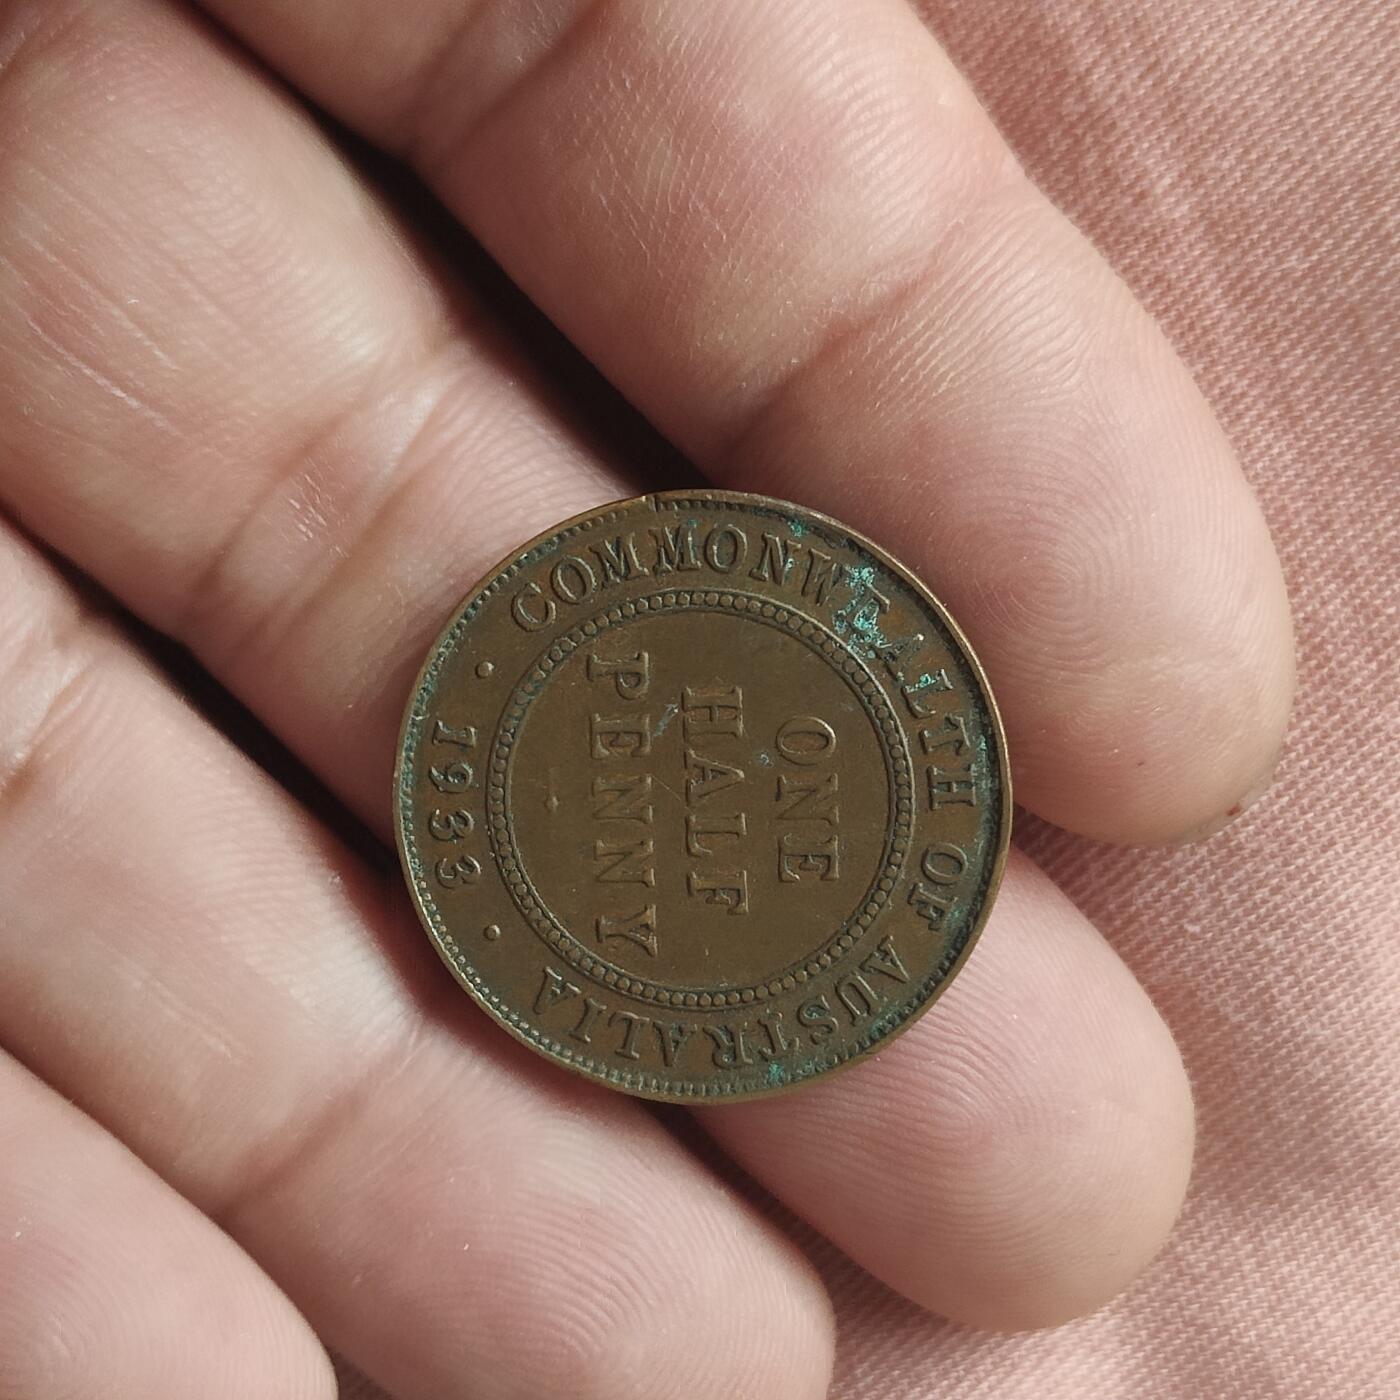 COMMONWEALTH OF AUSTRALIA
ONE
HALF
PENNY
· 1933 ·